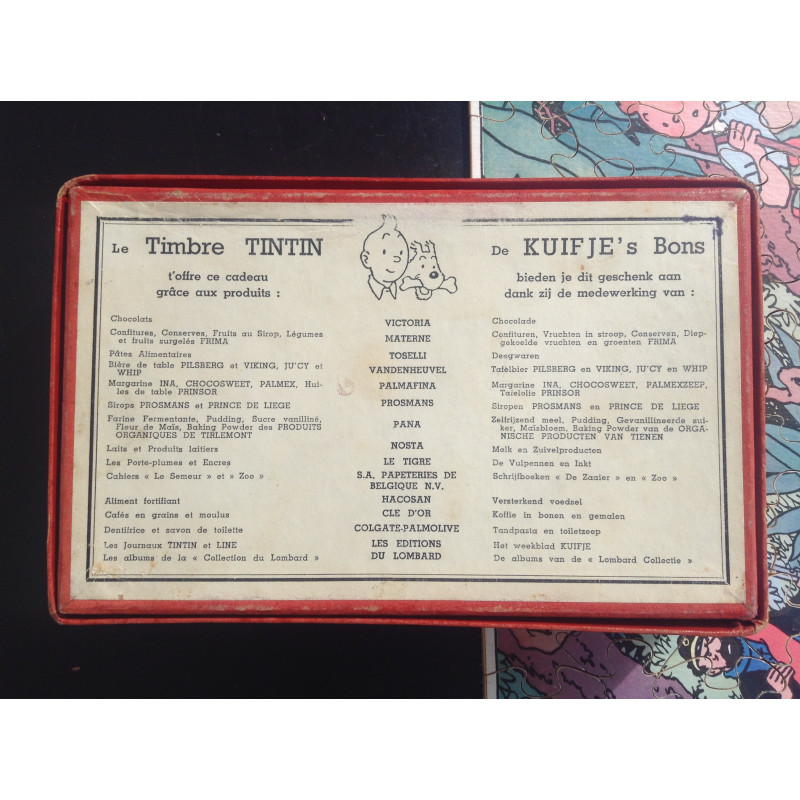 Le Timbre TINTIN
t'offre ce cadeau
grâce aux produits :
De KUIFJE's Bons
bieden je dit geschenk aan
dank zij de medewerking van :
Chocolats
VICTORIA
Chocolade
Confitures, Conserves, Fruits au Sirop, Légumes
et fruits surgelés FRIMA
MATERNE
Confituren, Vruchten in stroop, Conserven, Diep-
gekoelde vruchten en groenten FRIMA
Pâtes Alimentaires
TOSELLI
Deegwaren
Bière de table PILSBERG et VIKING, JU'CY et
WHIP
VANDENHEUVEL
Tafelbier PILSBERG en VIKING, JU'CY en WHIP
Margarine INA, CHOCOSWEET, PALMEX, Hui-
les de table PRINSOR
PALMAFINA
Margarine INA, CHOCOSWEET, PALMEXZEEP,
Tafelolie PRINSOR
Sirops PROSMANS et PRINCE DE LIEGE
PROSMANS
Siropen PROSMANS en PRINCE DE LIEGE
Farine Fermentante, Pudding, Sucre vanilliné,
Fleur de Maïs, Baking Powder des PRODUITS
ORGANIQUES DE TIRLEMONT
PANA
Zelfrijzend meel, Pudding, Gevanillineerde sui-
ker, Maïsbloem, Baking Powder van de ORGA-
NISCHE PRODUCTEN VAN TIENEN
Laits et Produits laitiers
NOSTA
Melk en Zuivelproducten
Les Porte-plumes et Encres
LE TIGRE
De Vulpennen en Inkt
Cahiers « Le Semeur » et « Zoo »
S.A. PAPETERIES DE
BELGIQUE N.V.
Schrijfboeken « De Zaaier » en « Zoo »
Aliment fortifiant
HACOSAN
Versterkend voedsel
Cafés en grains et moulus
CLE D'OR
Koffie in bonen en gemalen
Dentifrice et savon de toilette
COLGATE-PALMOLIVE
Tandpasta en toiletzeep
Les Journaux TINTIN et LINE
LES EDITIONS
Het weekblad KUIFJE
Les albums de la « Collection du Lombard »
DU LOMBARD
De albums van de « Lombard Collectie »